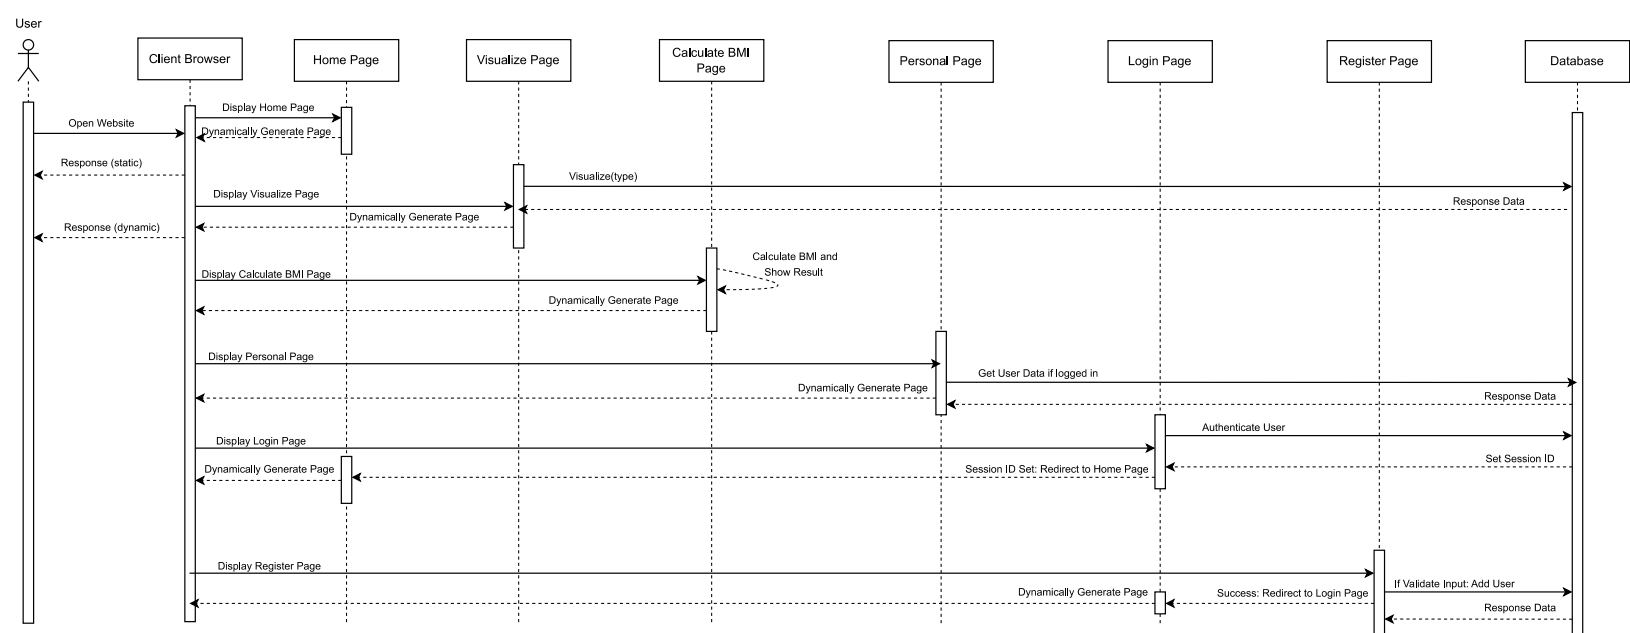 User
Client Browser
Home Page
Visualize Page
Calculate BMI
Page
Personal Page
Login Page
Register Page
Database
Display Home Page
Open Website
Dynamically Generate Page
Response (static)
Visualize(type)
Display Visualize Page
Response Data
Dynamically Generate Page
Response (dynamic)
Calculate BMI and
Show Result
Display Calculate BMI Page
Dynamically Generate Page
Display Personal Page
Get User Data if logged in
Dynamically Generate Page
Response Data
Authenticate User
Display Login Page
Set Session ID
Dynamically Generate Page
Session ID Set: Redirect to Home Page
Display Register Page
If Validate Input: Add User
Dynamically Generate Page
Success: Redirect to Login Page
Response Data